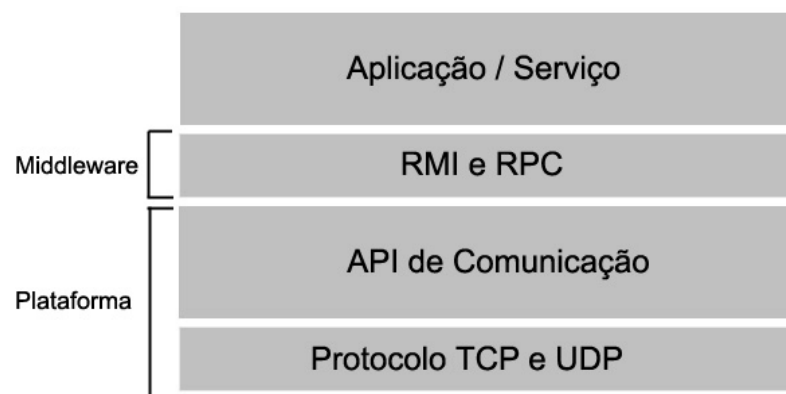 Aplicação / Serviço
Middleware
RMI e RPC
API de Comunicação
Plataforma
Protocolo TCP e UDP